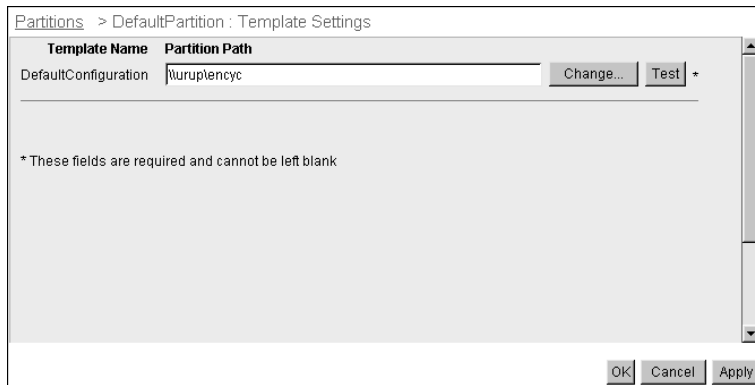 Partitions > DefaultPartition : Template Settings
Template Name Partition Path
DefaultConfiguration \\urup\encyc Change... Test *
* These fields are required and cannot be left blank
OK Cancel Apply